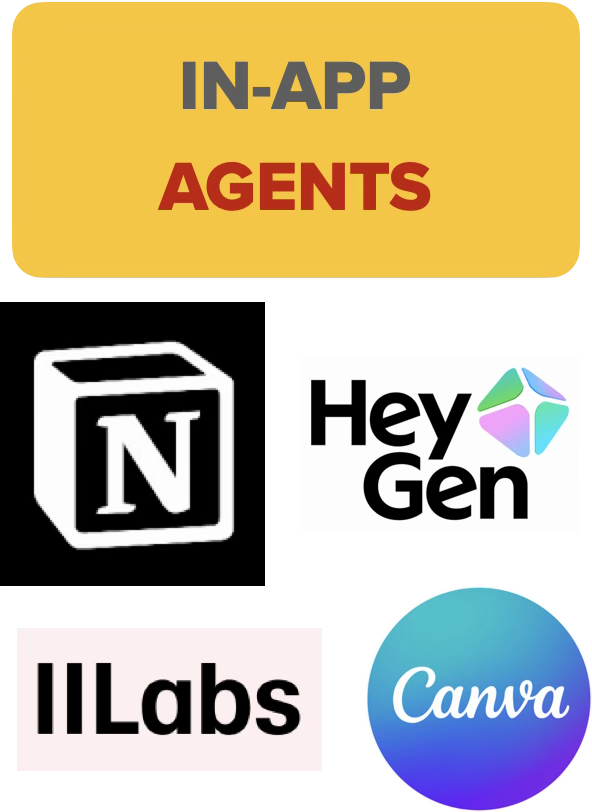 IN-APP
AGENTS
N
Hey
Gen
IILabs
Canva